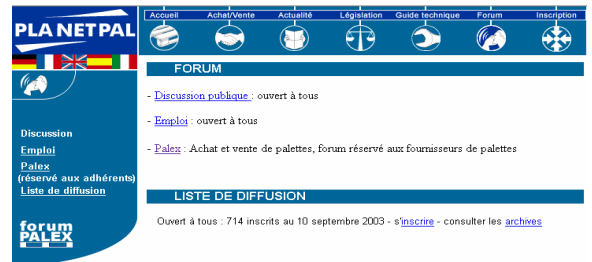 PLANETPAL
Accueil Achat/Vente Actualité Législation Guide technique Forum Inscription
FORUM
- Discussion publique : ouvert à tous
- Emploi : ouvert à tous
- Palex : Achat et vente de palettes, forum réservé aux fournisseurs de palettes
Discussion
Emploi
Palex
(réservé aux adhérents)
Liste de diffusion
LISTE DE DIFFUSION
Ouvert à tous : 714 inscrits au 10 septembre 2003 - s'inscrire - consulter les archives
forum
PALEX